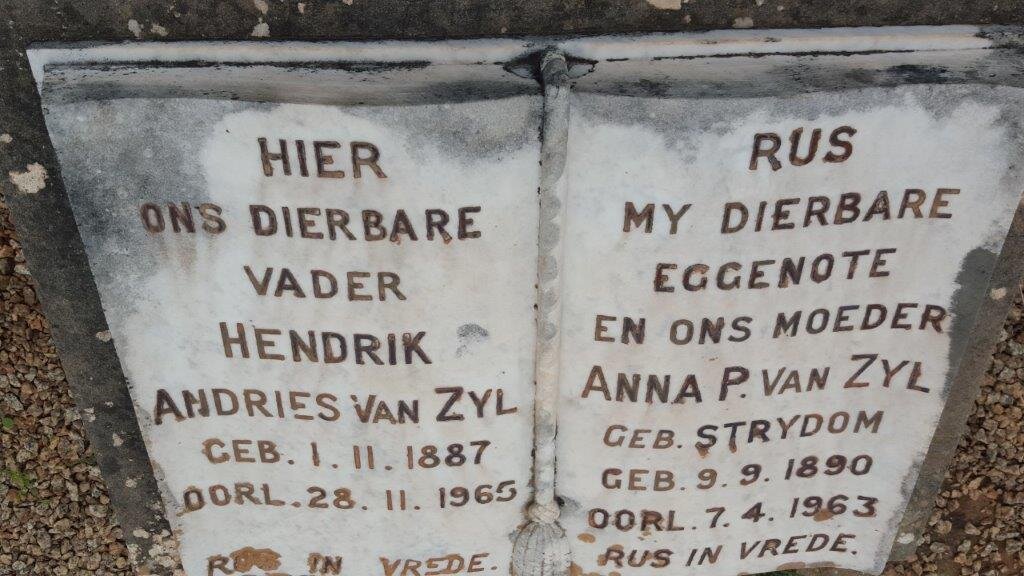 HIER
ONS DIERBARE
VADER
HENDRIK
ANDRIES VAN ZYL
GEB. 1. 11. 1887
OORL. 28. 11. 1965
RUS IN VREDE.
RUS
MY DIERBARE
EGGENOTE
EN ONS MOEDER
ANNA P. VAN ZYL
GEB. STRYDOM
GEB. 9. 9. 1890
OORL. 7. 4. 1963
RUS IN VREDE.